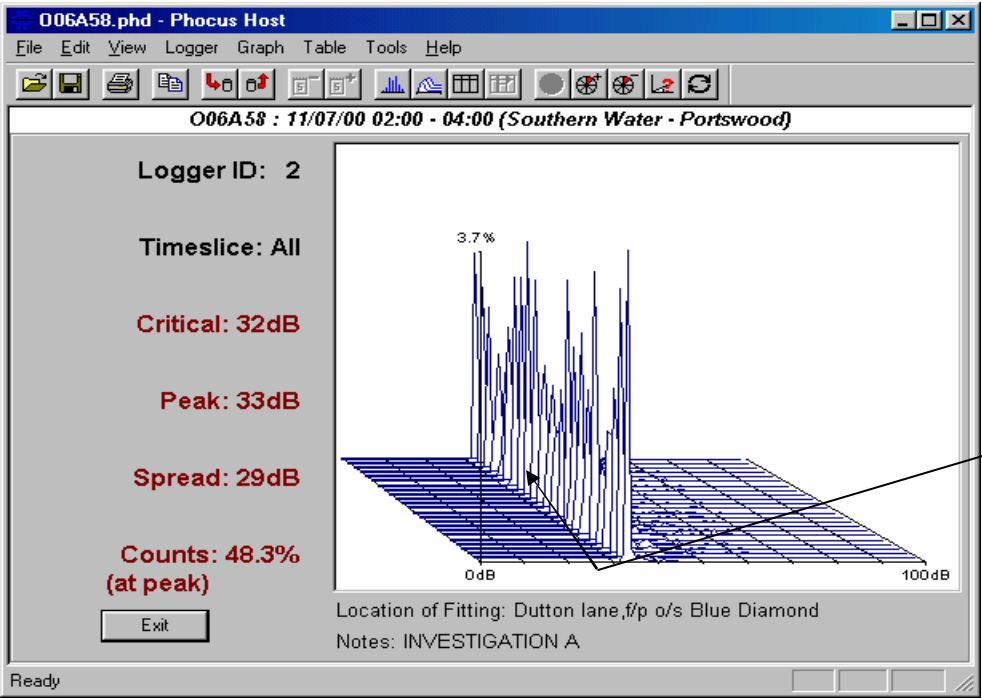 O06A58.phd - Phocus Host
File Edit View Logger Graph Table Tools Help
O06A58 : 11/07/00 02:00 - 04:00 (Southern Water - Portswood)
Logger ID: 2
Timeslice: All
Critical: 32dB
Peak: 33dB
Spread: 29dB
Counts: 48.3%
(at peak)
Exit
3.7%
0dB
100dB
Location of Fitting: Dutton lane,f/p o/s Blue Diamond
Notes: INVESTIGATION A
Ready